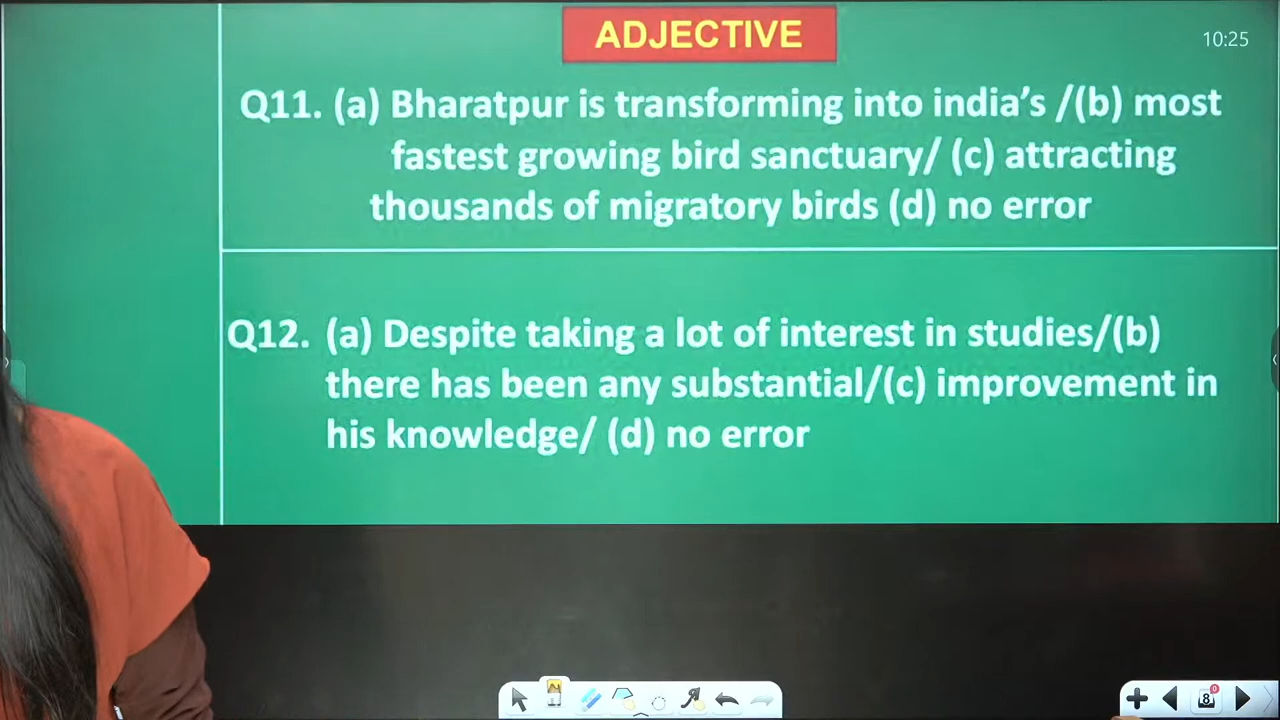 ADJECTIVE
10:25
Q11. (a) Bharatpur is transforming into india's /(b) most
fastest growing bird sanctuary/ (c) attracting
thousands of migratory birds (d) no error
Q12. (a) Despite taking a lot of interest in studies/(b)
there has been any substantial/(c) improvement in
his knowledge/ (d) no error
8
0